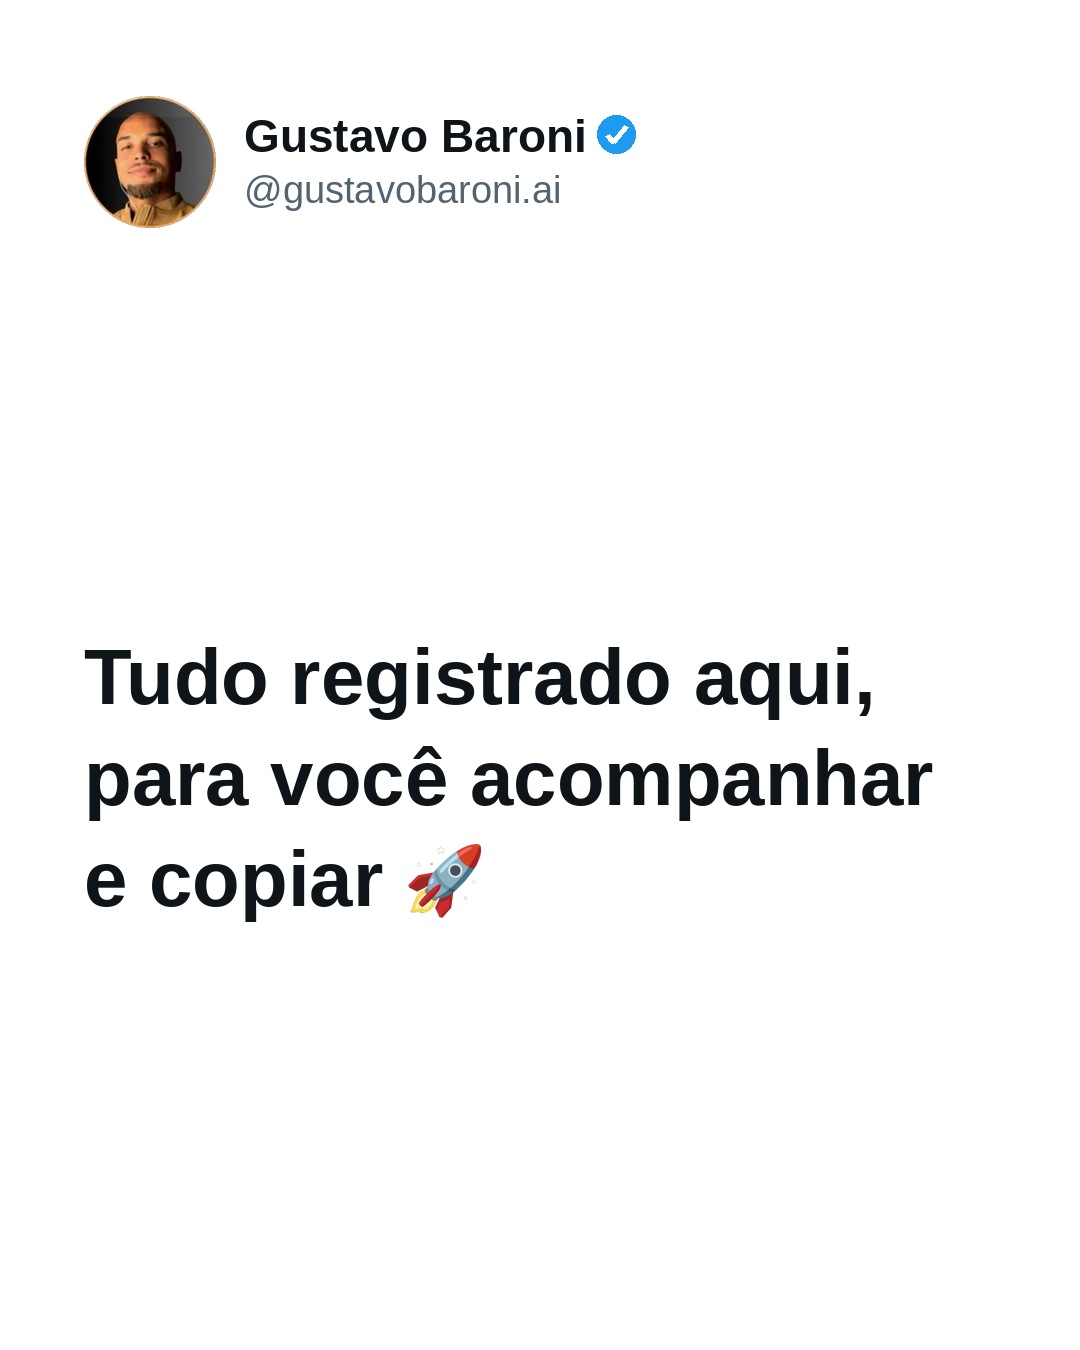 Gustavo Baroni
@gustavobaroni.ai
Tudo registrado aqui,
para você acompanhar
e copiar 🚀